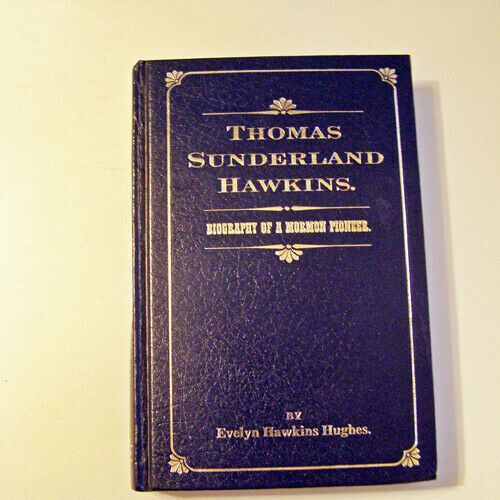 THOMAS
SUNDERLAND
HAWKINS.
BIOGRAPHY OF A MORMON PIONEER.
BY
Evelyn Hawkins Hughes.